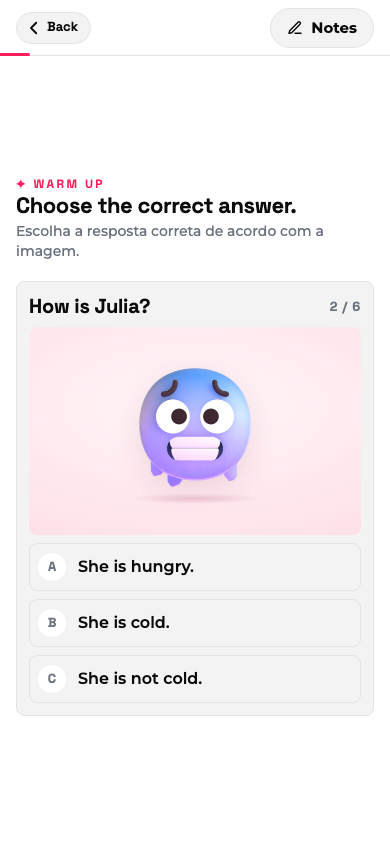 Back
Notes
WARM UP
Choose the correct answer.
Escolha a resposta correta de acordo com a
imagem.
How is Julia?
2 / 6
A
She is hungry.
B
She is cold.
C
She is not cold.